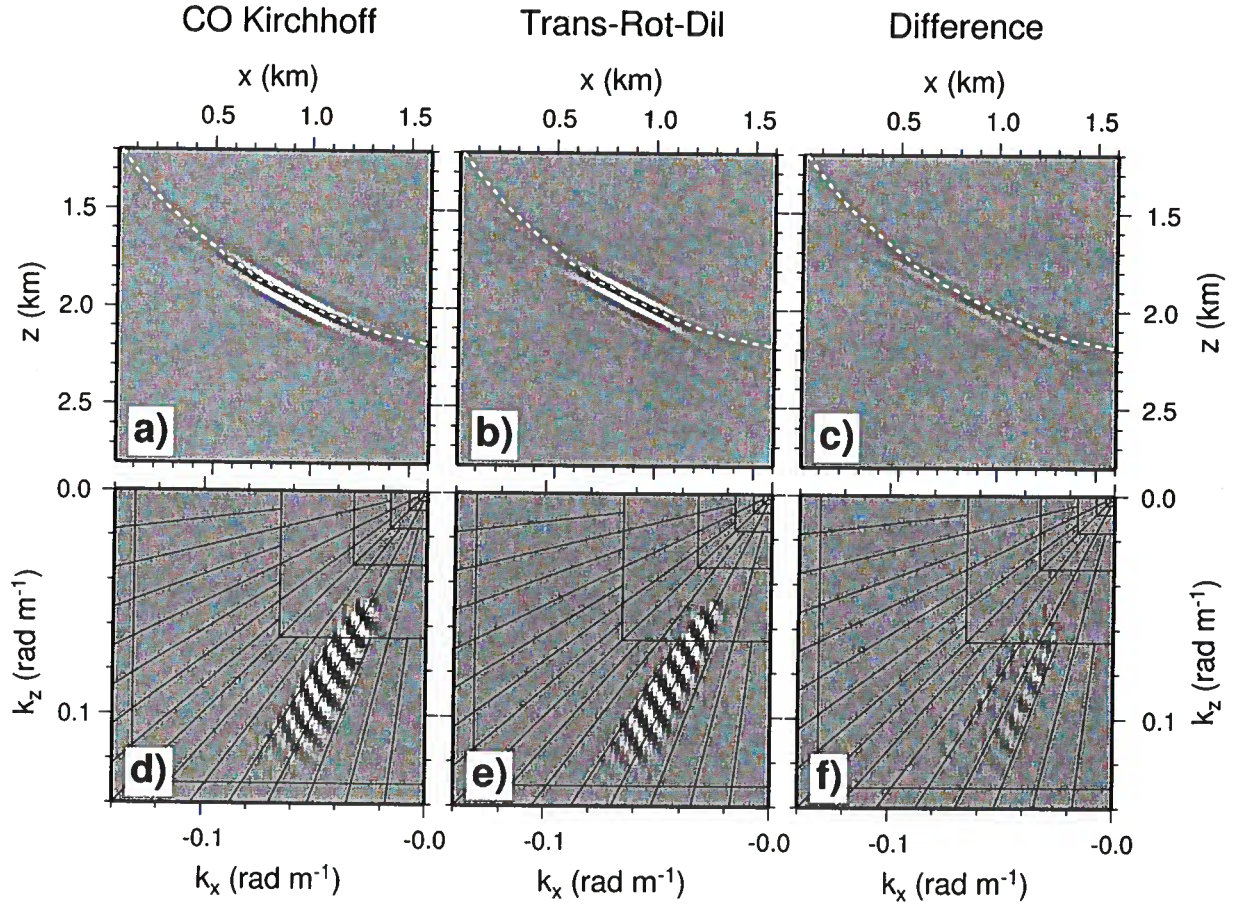 CO Kirchhoff Trans-Rot-Dil Difference
x (km) x (km) x (km)
0.5 1.0 1.5 0.5 1.0 1.5 0.5 1.0 1.5
z (km)
1.5
2.0
2.5
a) b) c)
1.5
2.0
2.5
z (km)
kz (rad m-1)
0.0
0.1
d) e) f)
0.0
0.1
kz (rad m-1)
-0.1 -0.0 -0.1 -0.0 -0.1 -0.0
kx (rad m-1) kx (rad m-1) kx (rad m-1)